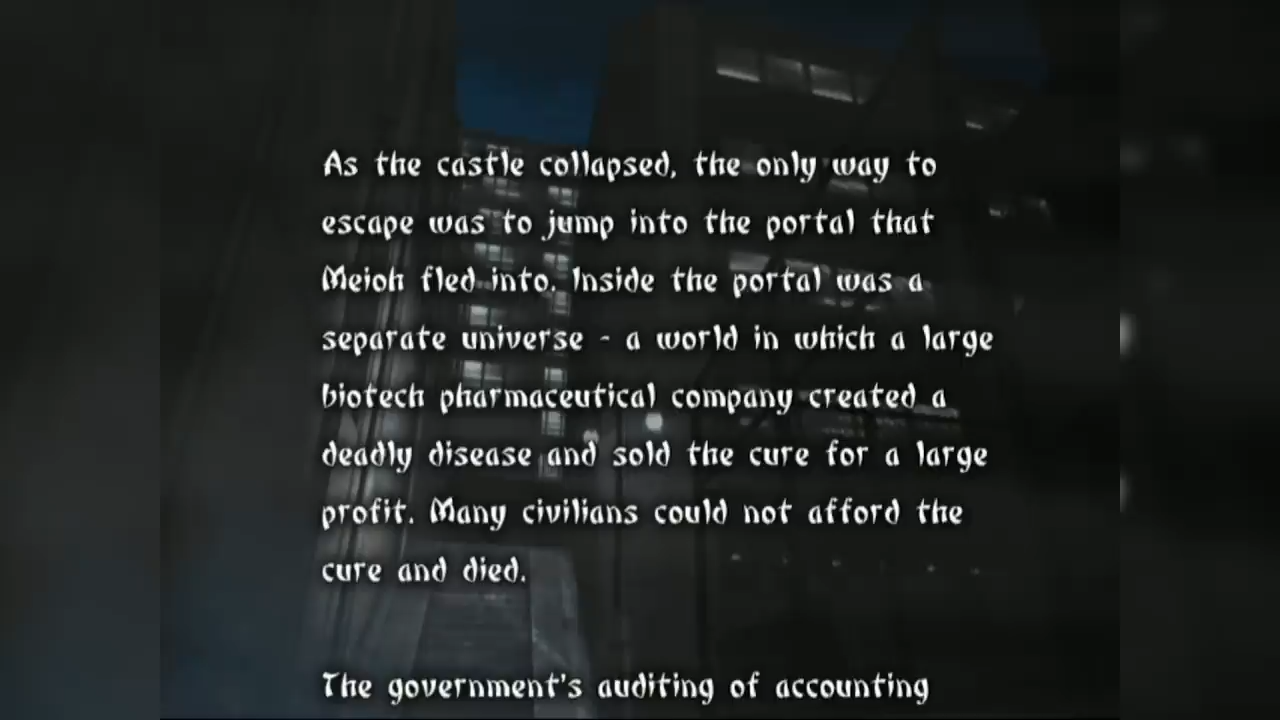 As the castle collapsed, the only way to
escape was to jump into the portal that
Meioh fled into. Inside the portal was a
separate universe - a world in which a large
biotech pharmaceutical company created a
deadly disease and sold the cure for a large
profit. Many civilians could not afford the
cure and died.
The government's auditing of accounting